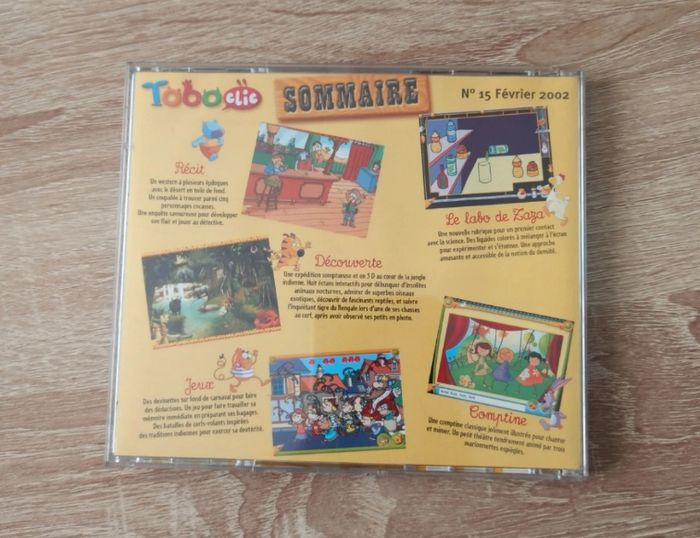 Toboclic
SOMMAIRE
N° 15 Février 2002
Récit
Un western à plusieurs épisodes
avec le désert en toile de fond.
Un coupable à trouver parmi cinq
personnages cocasses.
Une enquête savoureuse pour développer
son flair et jouer au détective.
Le labo de Zaza
Une nouvelle rubrique pour un premier contact
avec la science. Des liquides colorés à mélanger à l'écran
pour expérimenter et s'étonner. Une approche
amusante et accessible de la notion de densité.
Découverte
Une expédition somptueuse et en 3 D au cœur de la jungle
indienne. Huit écrans interactifs pour débusquer d'insolites
animaux nocturnes, admirer de superbes oiseaux
exotiques, découvrir de fascinants reptiles, et suivre
l'inquiétant tigre du Bengale lors d'une de ses chasses
au cerf, après avoir observé ses petits en photo.
Jeux
Des devinettes sur fond de carnaval pour faire
des déductions. Un jeu pour faire travailler sa
mémoire immédiate en préparant ses bagages.
Des batailles de cerfs-volants inspirées
des traditions indiennes pour exercer sa dextérité.
Comptine
Une comptine classique joliment illustrée pour chanter
et mimer. Un petit théâtre tendrement animé par trois
marionnettes espiègles.